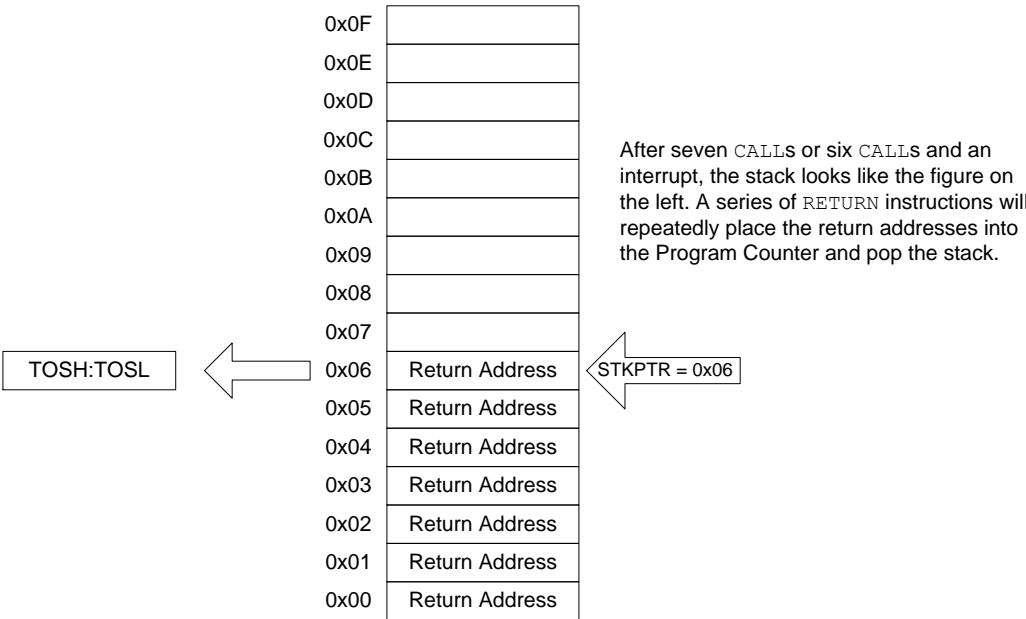 0x0F
0x0E
0x0D
0x0C
0x0B
0x0A
0x09
0x08
0x07
After seven CALLs or six CALLs and an
interrupt, the stack looks like the figure on
the left. A series of RETURN instructions will
repeatedly place the return addresses into
the Program Counter and pop the stack.
TOSH:TOSL 0x06 Return Address STKPTR = 0x06
0x05 Return Address
0x04 Return Address
0x03 Return Address
0x02 Return Address
0x01 Return Address
0x00 Return Address